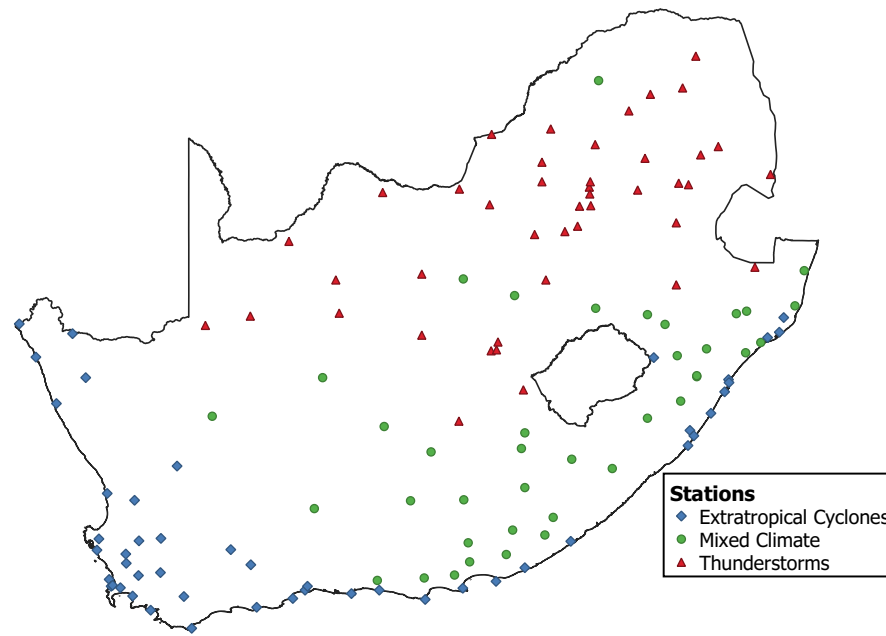 Stations
Extratropical Cyclones
Mixed Climate
Thunderstorms